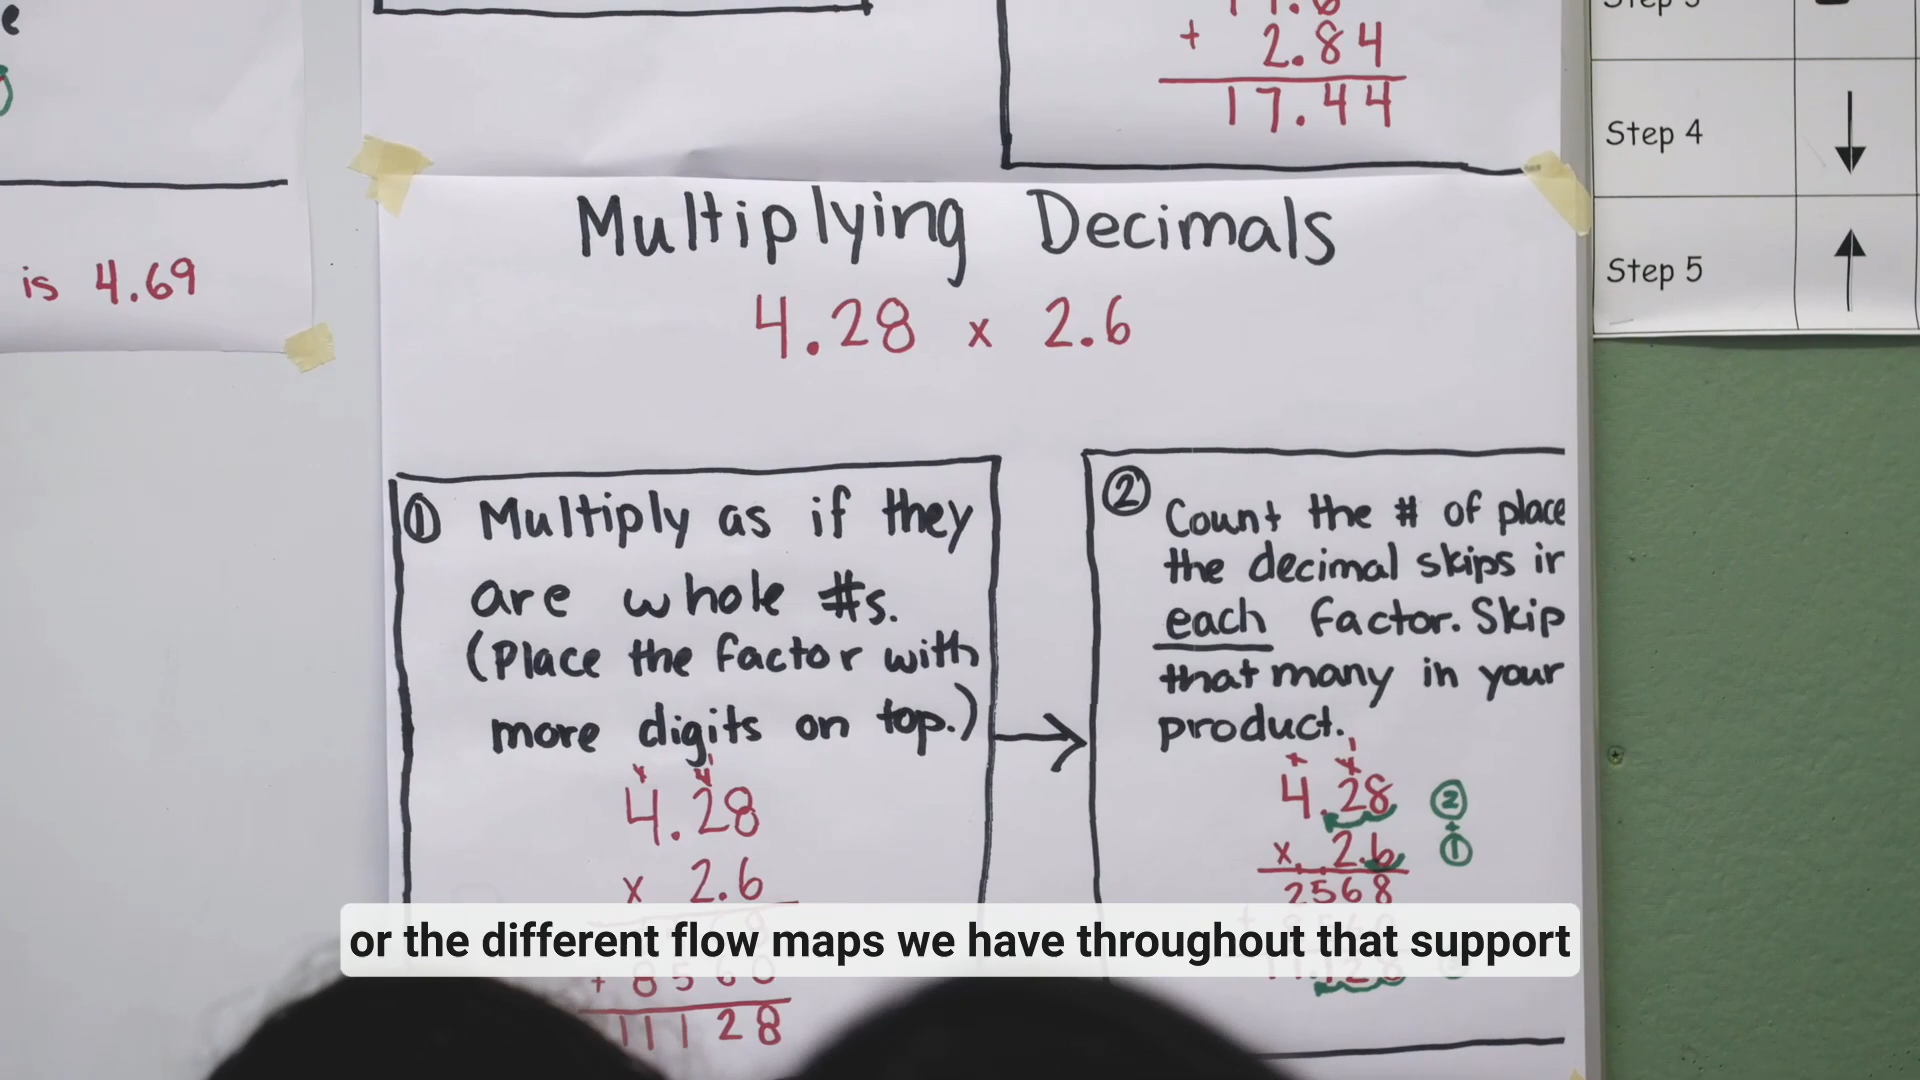 + 2.84
17.44
Step 4
Step 5
is 4.69
Multiplying Decimals
4.28 x 2.6
① Multiply as if they
are whole #s.
(Place the factor with
more digits on top.)
4.28
x 2.6
+ 8560
11128
② Count the # of place
the decimal skips in
each factor. Skip
that many in your
product.
4.28 ②
+
x 2.6 ①
2568
or the different flow maps we have throughout that support